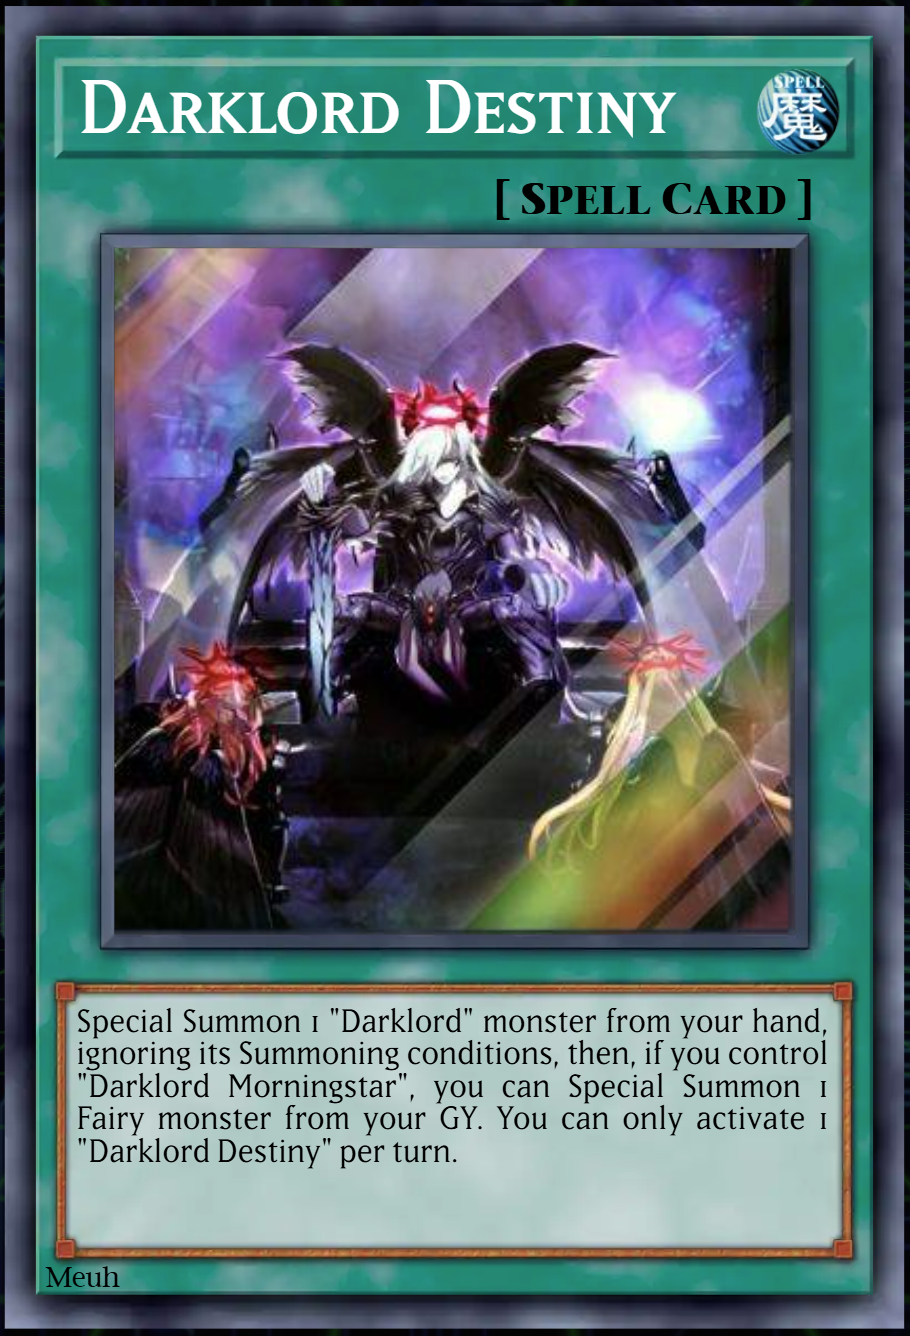 Darklord Destiny
SPELL
魔
[ Spell Card ]
Special Summon 1 "Darklord" monster from your hand,
ignoring its Summoning conditions, then, if you control
"Darklord Morningstar", you can Special Summon 1
Fairy monster from your GY. You can only activate 1
"Darklord Destiny" per turn.
Meuh